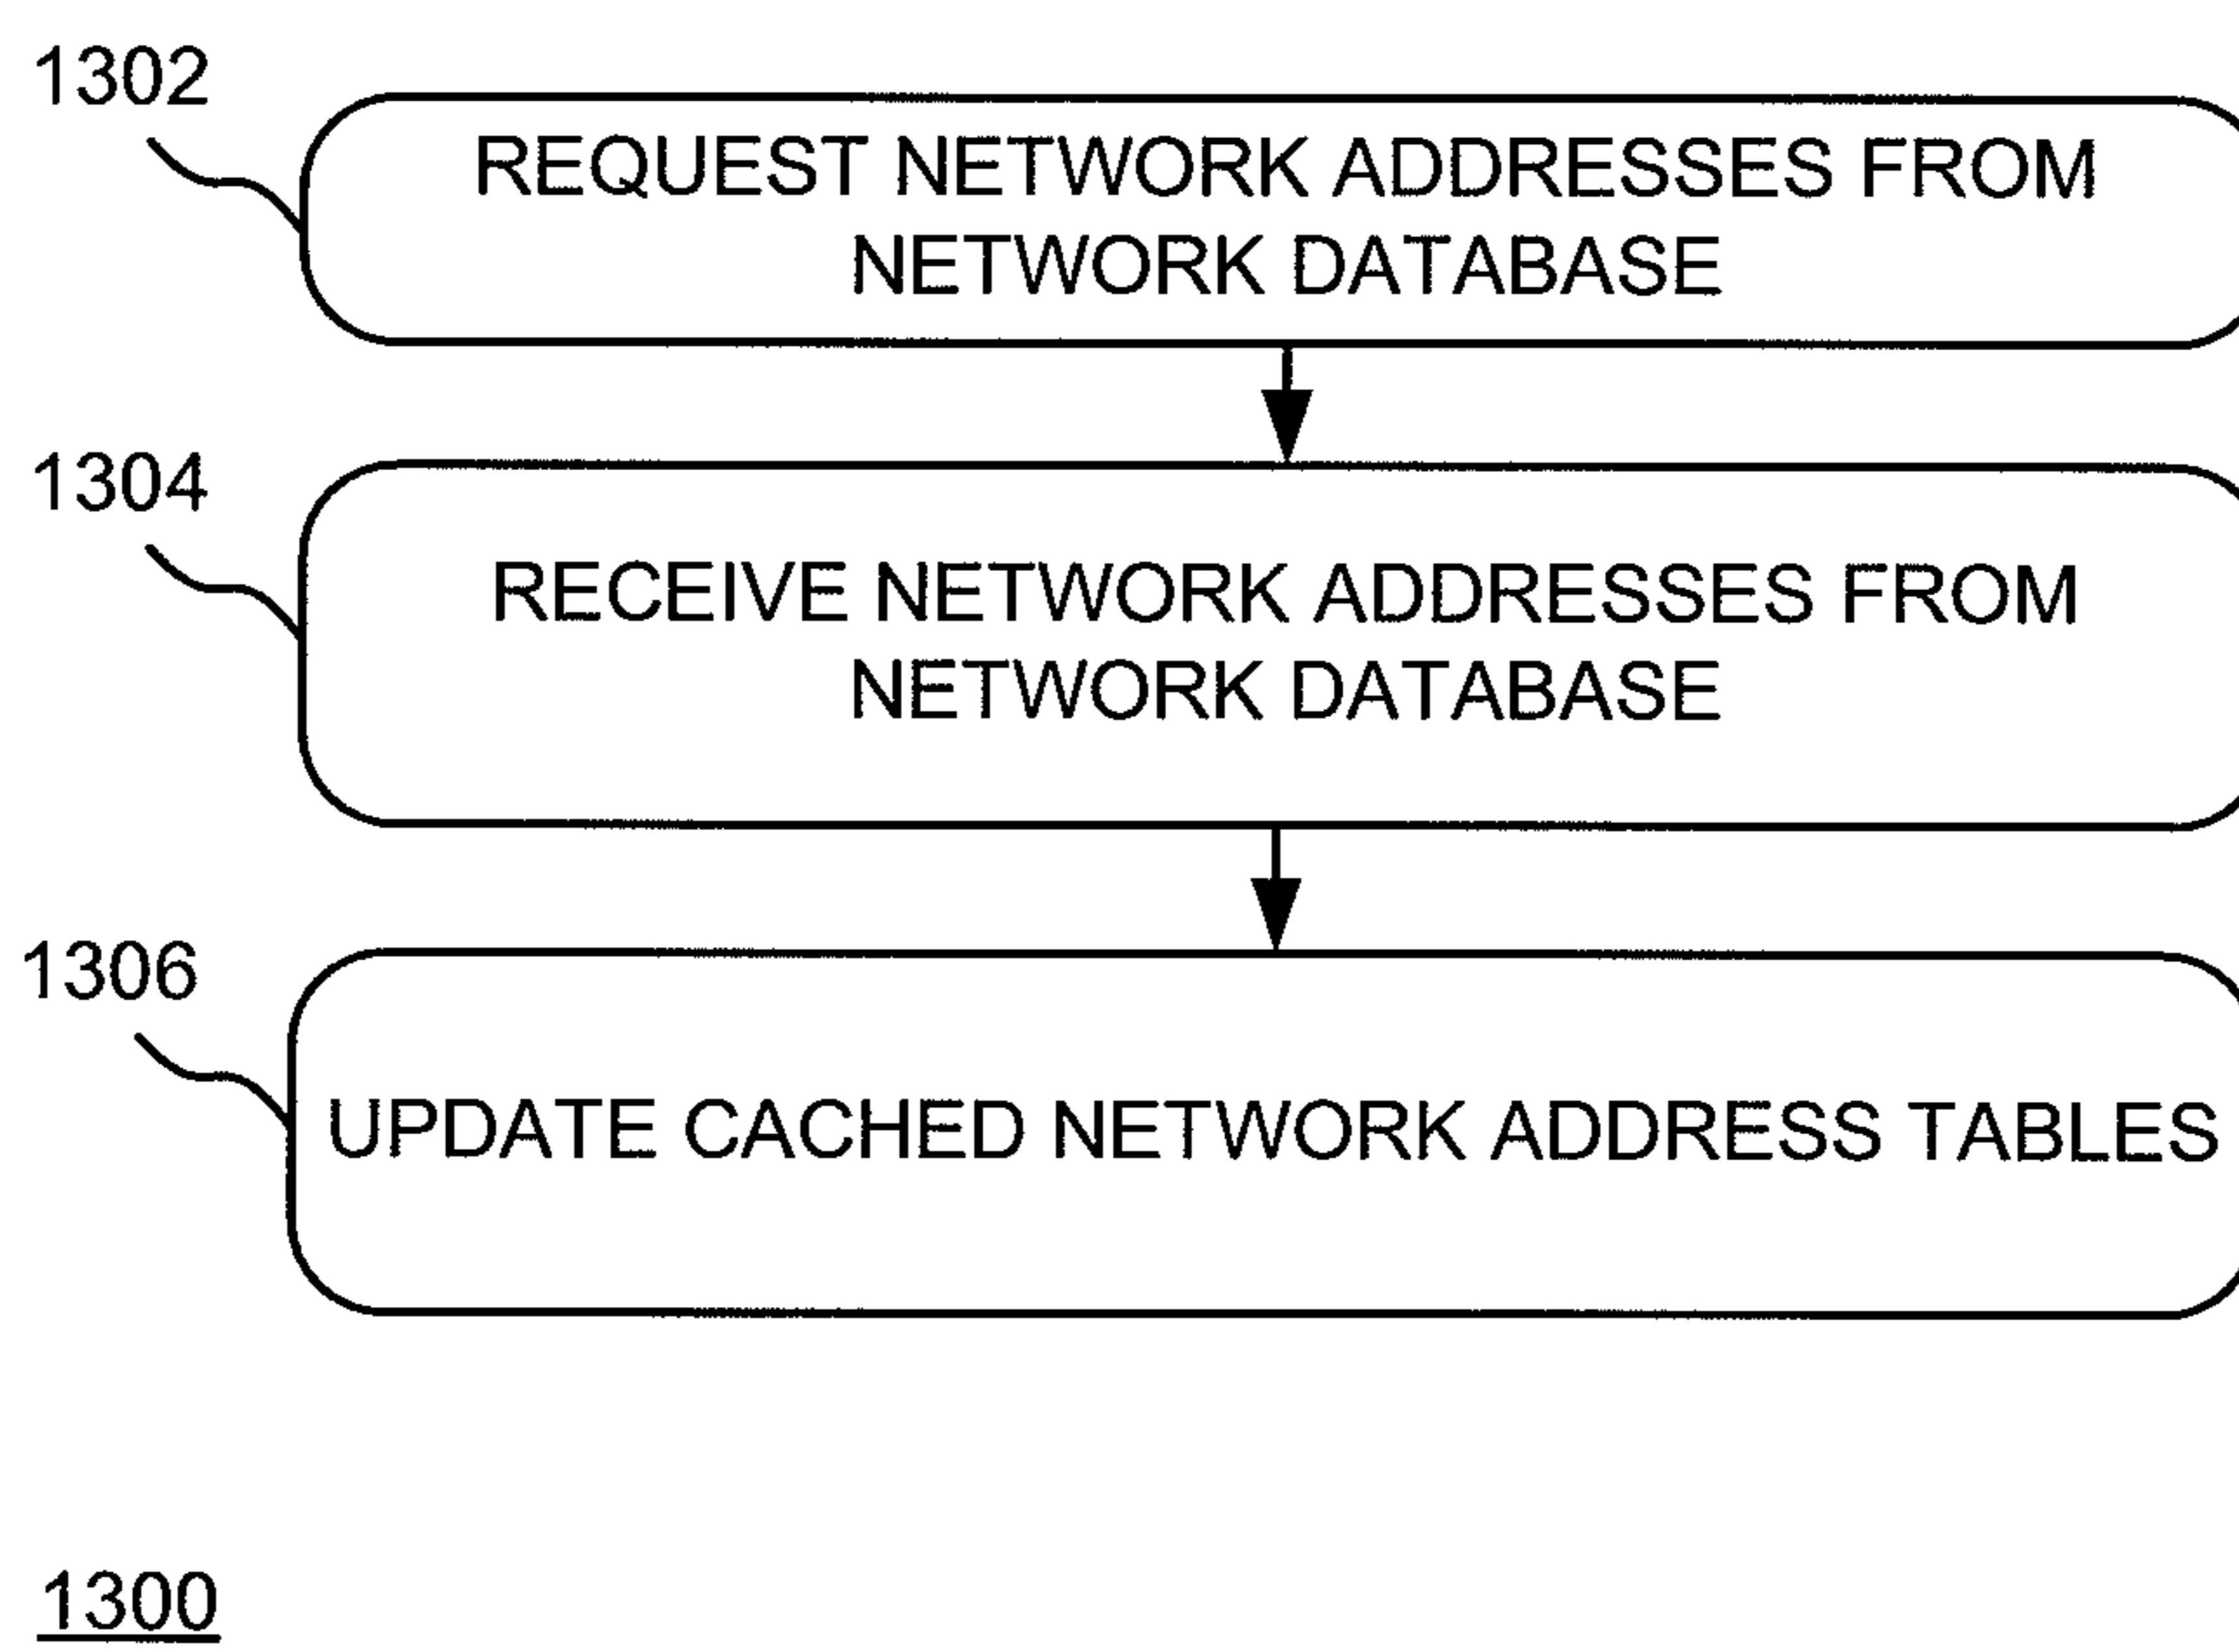 1302
REQUEST NETWORK ADDRESSES FROM
NETWORK DATABASE
1304
RECEIVE NETWORK ADDRESSES FROM
NETWORK DATABASE
1306
UPDATE CACHED NETWORK ADDRESS TABLES
1300